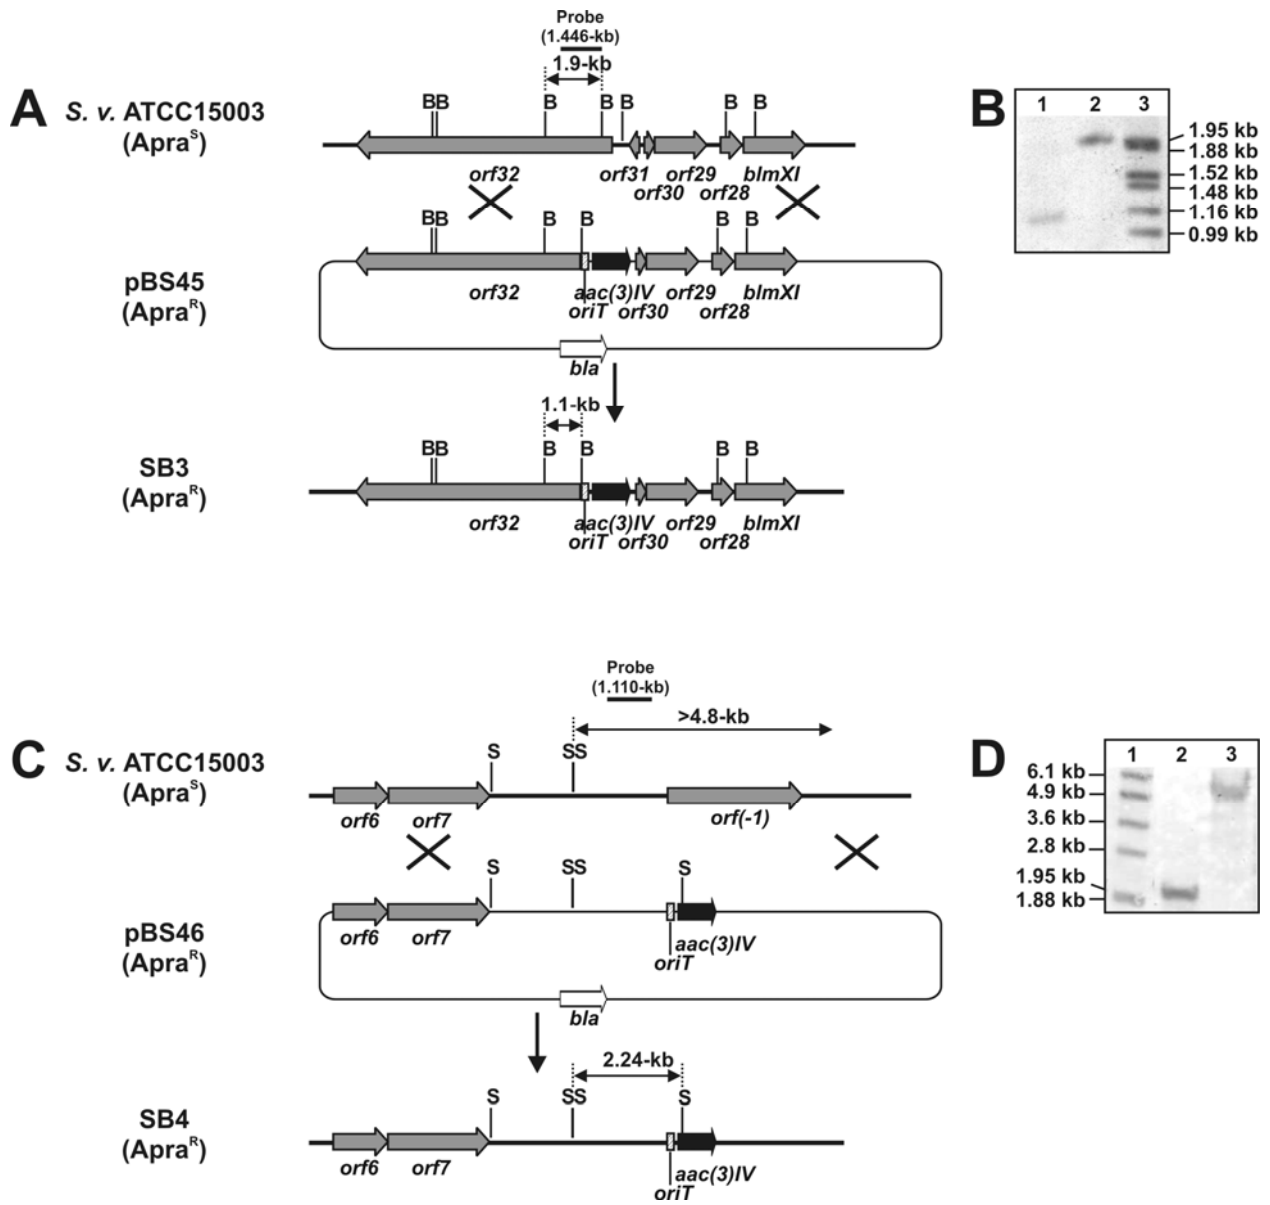 Probe
(1.446-kb)
1.9-kb
A
S. v. ATCC15003
(Apra^S)
BB B B B B B
orf32 orf31 orf29 blmXI
orf30 orf28
BB B B B B
pBS45
(Apra^R)
orf32 aac(3)IV orf29 blmXI
oriT orf30 orf28
bla
1.1-kb
BB B B B B
SB3
(Apra^R)
orf32 aac(3)IV orf29 blmXI
oriT orf30 orf28
B
1 2 3
1.95 kb
1.88 kb
1.52 kb
1.48 kb
1.16 kb
0.99 kb
Probe
(1.110-kb)
>4.8-kb
C
S. v. ATCC15003
(Apra^S)
S SS
orf6 orf7 orf(-1)
S SS S
pBS46
(Apra^R)
orf6 orf7 aac(3)IV
oriT
bla
2.24-kb
S SS S
SB4
(Apra^R)
orf6 orf7 aac(3)IV
oriT
D
1 2 3
6.1 kb
4.9 kb
3.6 kb
2.8 kb
1.95 kb
1.88 kb